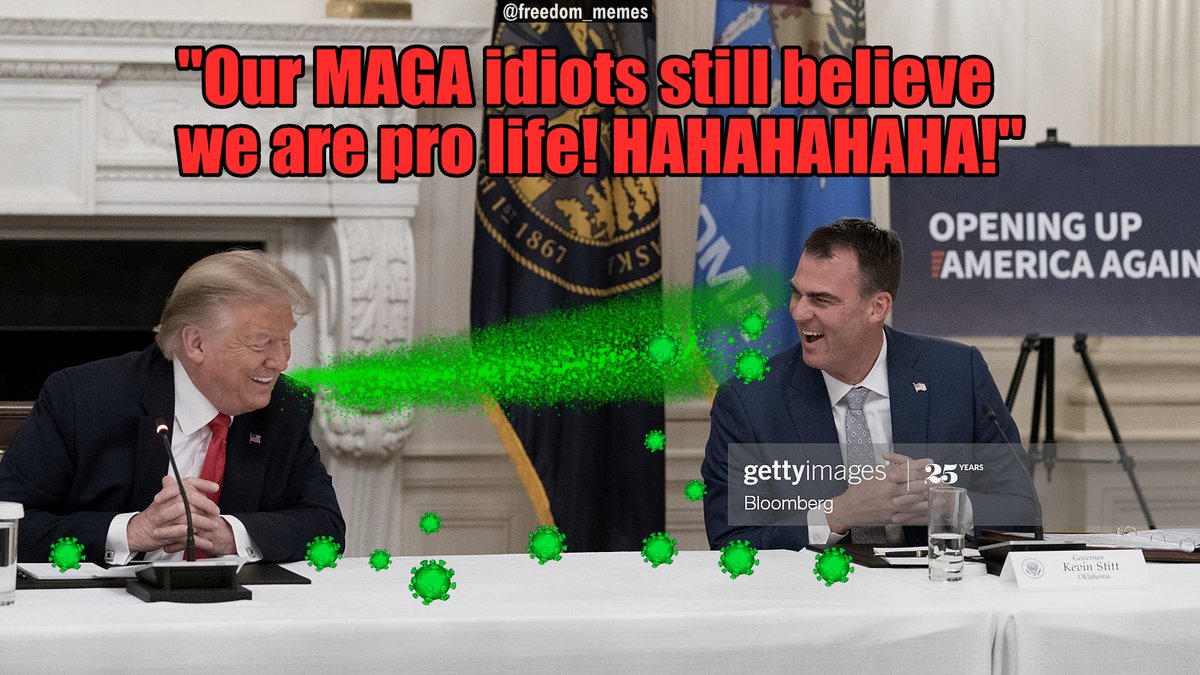 @freedom_memes
"Our MAGA idiots still believe
we are pro life! HAHAHAHAHA!"
1ST 1867
OPENING UP
AMERICA AGAIN
gettyimages
25 YEARS
Bloomberg
Governor
Kevin Stitt
Oklahoma